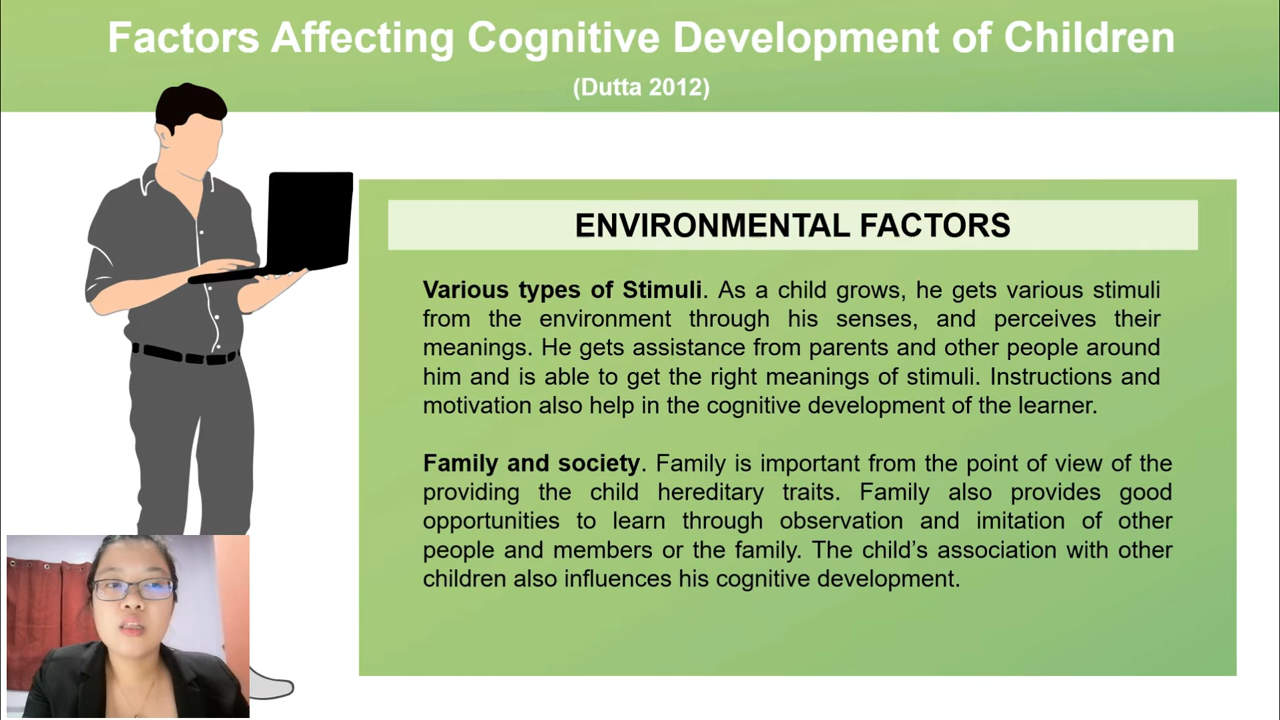 Factors Affecting Cognitive Development of Children
(Dutta 2012)
ENVIRONMENTAL FACTORS
Various types of Stimuli. As a child grows, he gets various stimuli
from the environment through his senses, and perceives their
meanings. He gets assistance from parents and other people around
him and is able to get the right meanings of stimuli. Instructions and
motivation also help in the cognitive development of the learner.
Family and society. Family is important from the point of view of the
providing the child hereditary traits. Family also provides good
opportunities to learn through observation and imitation of other
people and members or the family. The child’s association with other
children also influences his cognitive development.